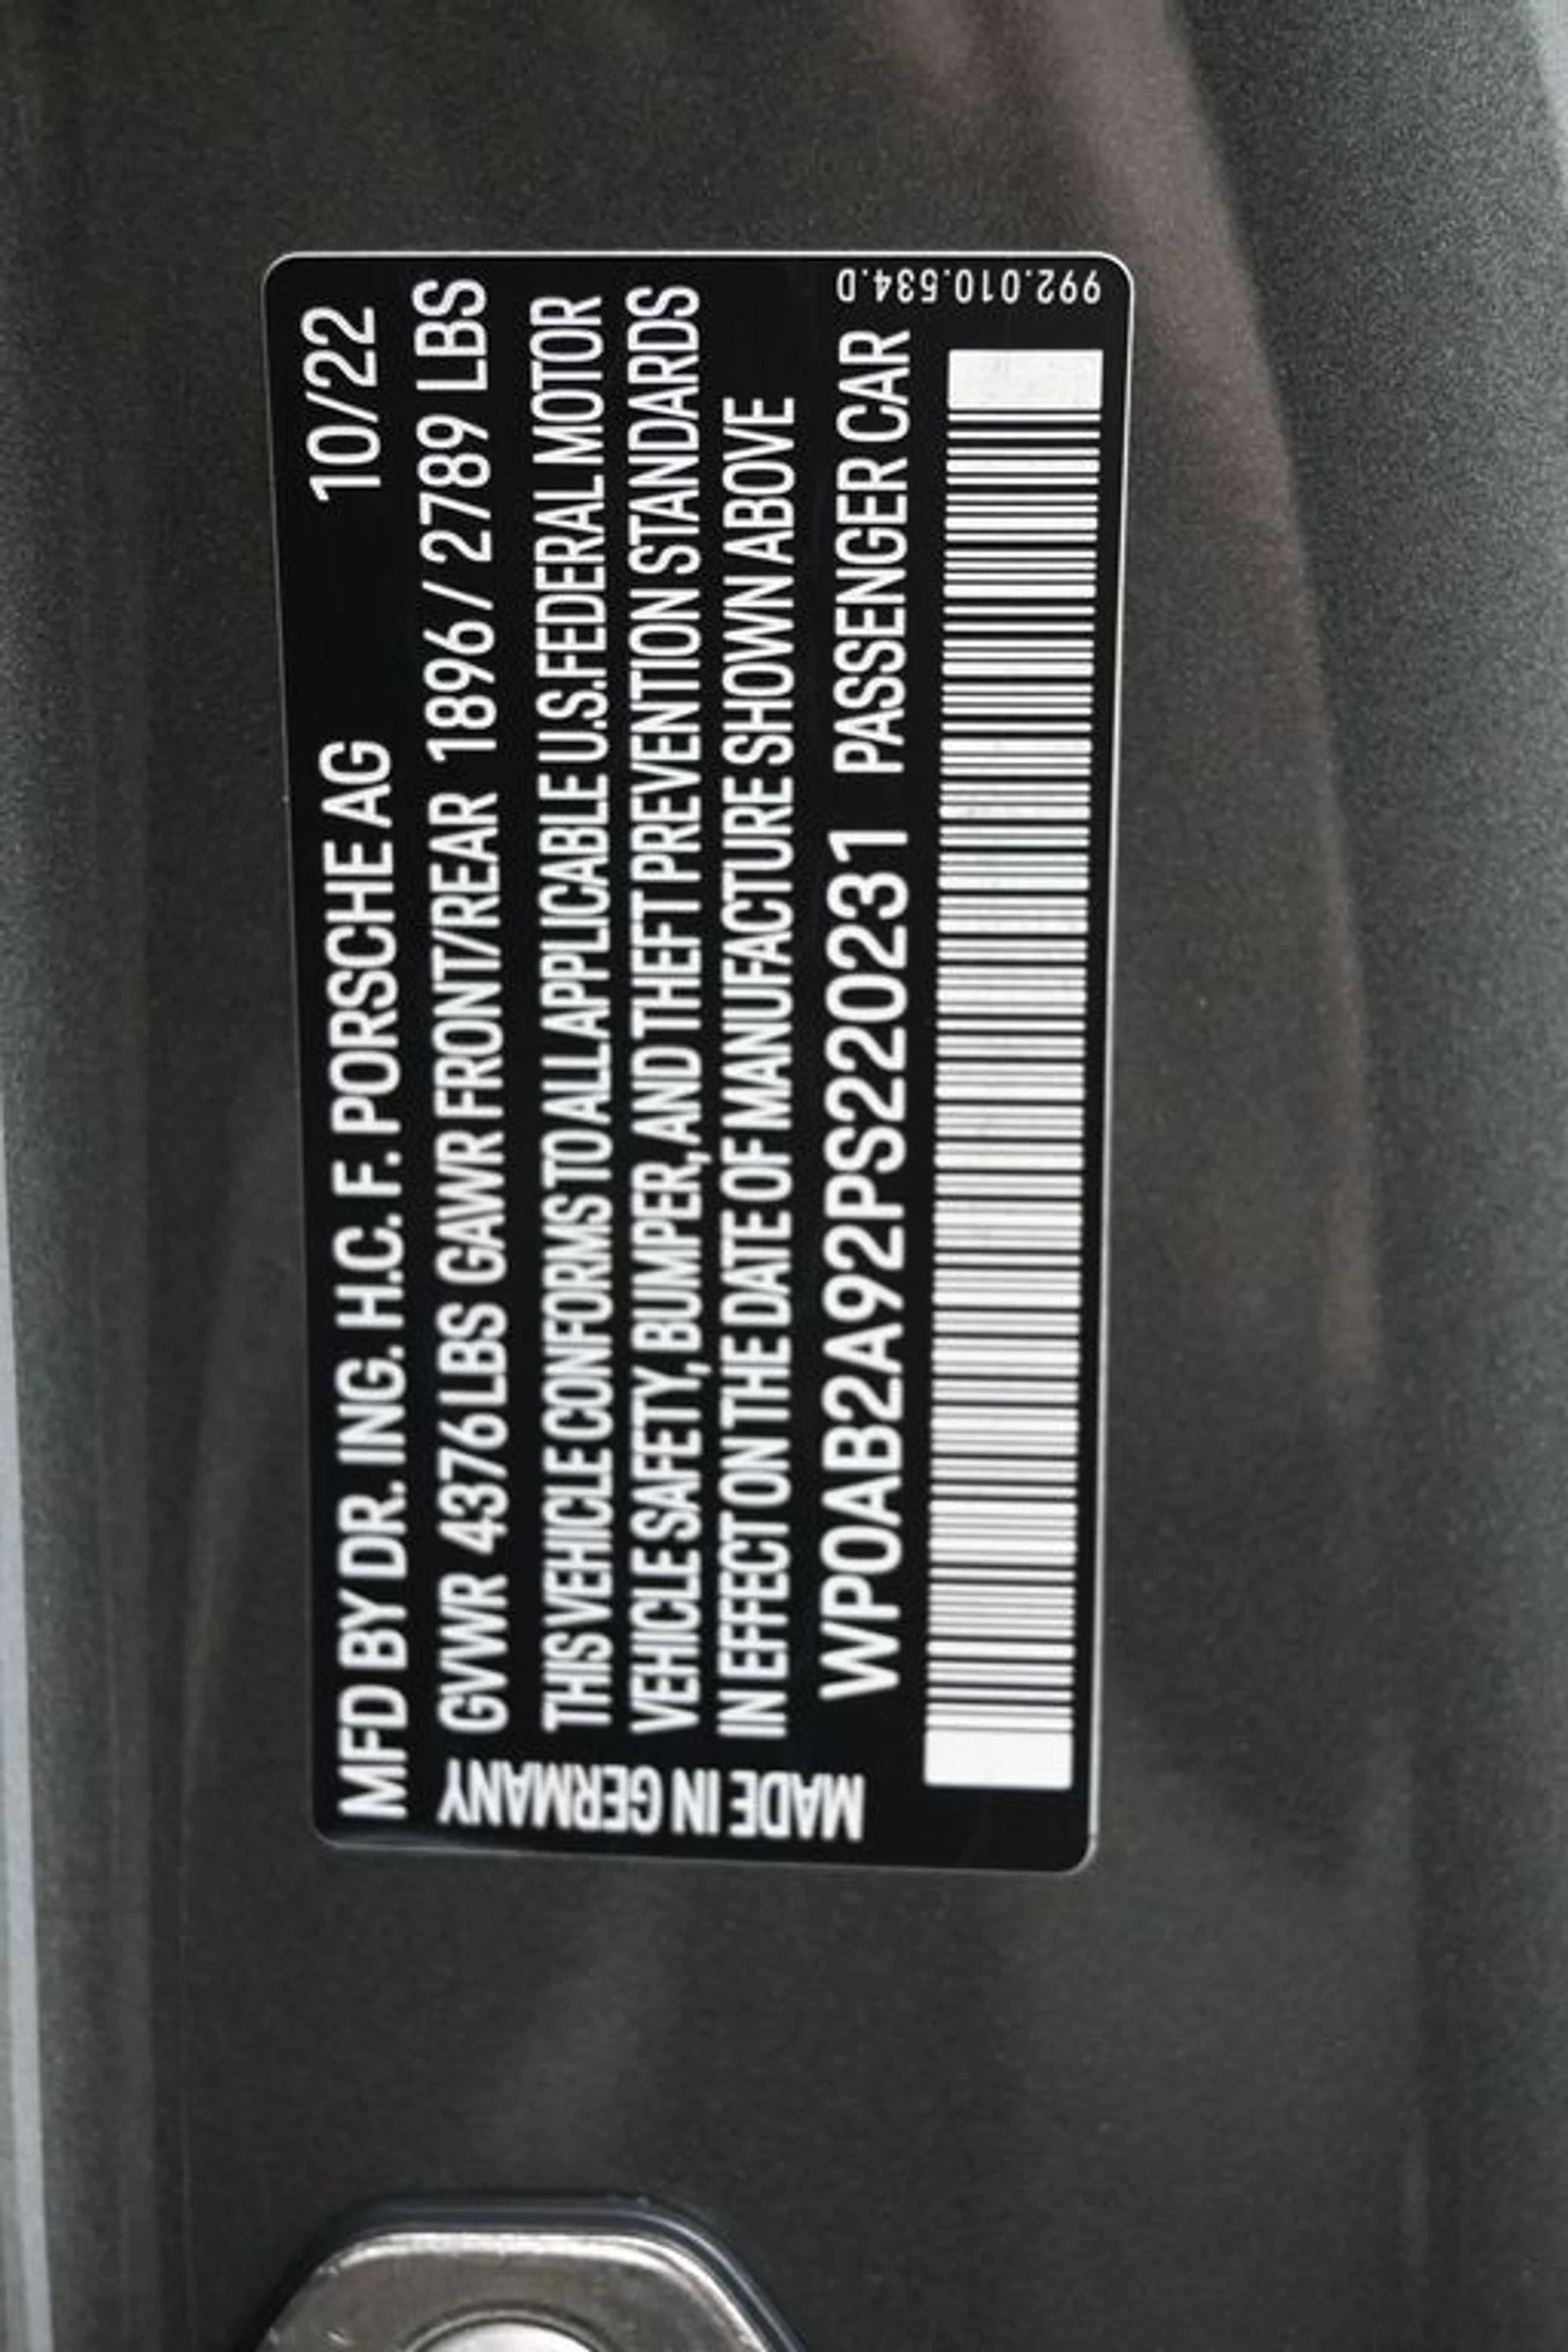 MFD BY DR. ING. H.C. F. PORSCHE AG 10/22
GVWR 4376 LBS GAWR FRONT/REAR 1896 / 2789 LBS
THIS VEHICLE CONFORMS TO ALL APPLICABLE U.S.FEDERAL MOTOR
VEHICLE SAFETY, BUMPER, AND THEFT PREVENTION STANDARDS
IN EFFECT ON THE DATE OF MANUFACTURE SHOWN ABOVE
WP0AB2A92PS220231 PASSENGER CAR
MADE IN GERMANY
992.010.534.D